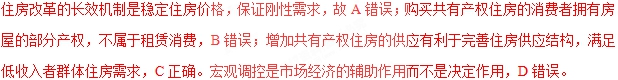 住房改革的长效机制是稳定住房价格，保证刚性需求，故 A 错误；购买共有产权住房的消费者拥有房
屋的部分产权，不属于租赁消费，B 错误；增加共有产权住房的供应有利于完善住房供应结构，满足
低收入者群体住房需求，C 正确。宏观调控是市场经济的辅助作用而不是决定作用，D 错误。